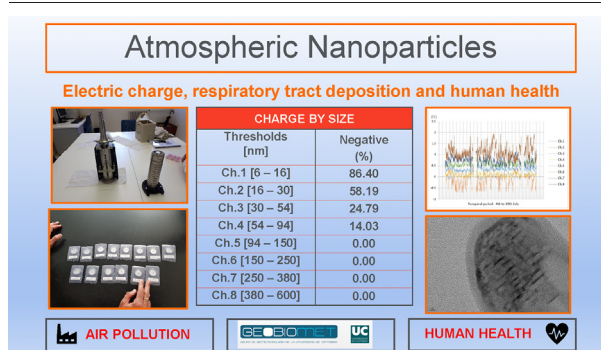 Atmospheric Nanoparticles
Electric charge, respiratory tract deposition and human health
CHARGE BY SIZE
Thresholds [nm] Negative (%)
Ch.1 [6 – 16] 86.40
Ch.2 [16 – 30] 58.19
Ch.3 [30 – 54] 24.79
Ch.4 [54 – 94] 14.03
Ch.5 [94 – 150] 0.00
Ch.6 [150 – 250] 0.00
Ch.7 [250 – 380] 0.00
Ch.8 [380 – 600] 0.00
AIR POLLUTION
GEOBIOMET
UC
HUMAN HEALTH